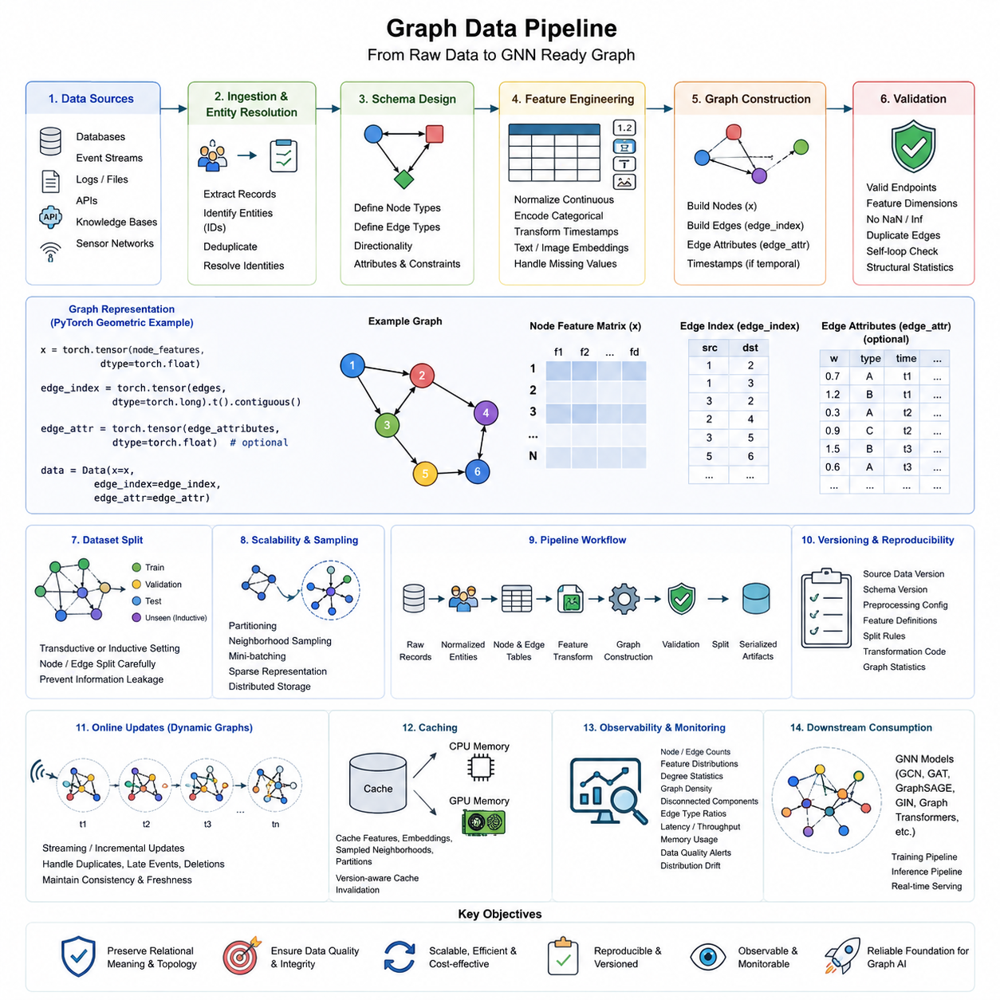 Graph Data Pipeline
From Raw Data to GNN Ready Graph
1. Data Sources
Databases
Event Streams
Logs / Files
APIs
API
Knowledge Bases
Sensor Networks
2. Ingestion &
Entity Resolution
Extract Records
Identify Entities
(IDs)
Deduplicate
Resolve Identities
3. Schema Design
Define Node Types
Define Edge Types
Directionality
Attributes & Constraints
4. Feature Engineering
1.2
T
Normalize Continuous
Encode Categorical
Transform Timestamps
Text / Image Embeddings
Handle Missing Values
5. Graph Construction
Build Nodes (x)
Build Edges (edge_index)
Edge Attributes (edge_attr)
Timestamps (if temporal)
6. Validation
Valid Endpoints
Feature Dimensions
No NaN / Inf
Duplicate Edges
Self-loop Check
Structural Statistics
Graph Representation
(PyTorch Geometric Example)
x = torch.tensor(node_features,
dtype=torch.float)
edge_index = torch.tensor(edges,
dtype=torch.long).t().contiguous()
edge_attr = torch.tensor(edge_attributes,
dtype=torch.float) # optional
data = Data(x=x,
edge_index=edge_index,
edge_attr=edge_attr)
Example Graph
1
2
3
4
5
6
Node Feature Matrix (x)
f1 f2 ... fd
1
2
3
...
N
Edge Index (edge_index)
src dst
1 2
1 3
3 2
2 4
3 5
5 6
... ...
Edge Attributes (edge_attr)
(optional)
w type time ...
0.7 A t1 ...
1.2 B t1 ...
0.3 A t2 ...
0.9 C t2 ...
1.5 B t3 ...
0.6 A t3 ...
... ... ... ...
7. Dataset Split
Train
Validation
Test
Unseen (Inductive)
Transductive or Inductive Setting
Node / Edge Split Carefully
Prevent Information Leakage
8. Scalability & Sampling
Partitioning
Neighborhood Sampling
Mini-batching
Sparse Representation
Distributed Storage
9. Pipeline Workflow
Raw
Records
Normalized
Entities
Node & Edge
Tables
Feature
Transform
Graph
Construction
Validation
Split
Serialized
Artifacts
10. Versioning & Reproducibility
Source Data Version
Schema Version
Preprocessing Config
Feature Definitions
Split Rules
Transformation Code
Graph Statistics
11. Online Updates (Dynamic Graphs)
...
t1 t2 t3 tn
Streaming / Incremental Updates
Handle Duplicates, Late Events, Deletions
Maintain Consistency & Freshness
12. Caching
Cache
CPU Memory
GPU Memory
Cache Features, Embeddings,
Sampled Neighborhoods,
Partitions
Version-aware Cache
Invalidation
13. Observability & Monitoring
Node / Edge Counts
Feature Distributions
Degree Statistics
Graph Density
Disconnected Components
Edge Type Ratios
Latency / Throughput
Memory Usage
Data Quality Alerts
Distribution Drift
14. Downstream Consumption
GNN Models
(GCN, GAT,
GraphSAGE,
GIN, Graph
Transformers,
etc.)
Training Pipeline
Inference Pipeline
Real-time Serving
Key Objectives
Preserve Relational
Meaning & Topology
Ensure Data Quality
& Integrity
Scalable, Efficient &
Cost-effective
Reproducible &
Versioned
Observable &
Monitorable
Reliable Foundation for
Graph AI